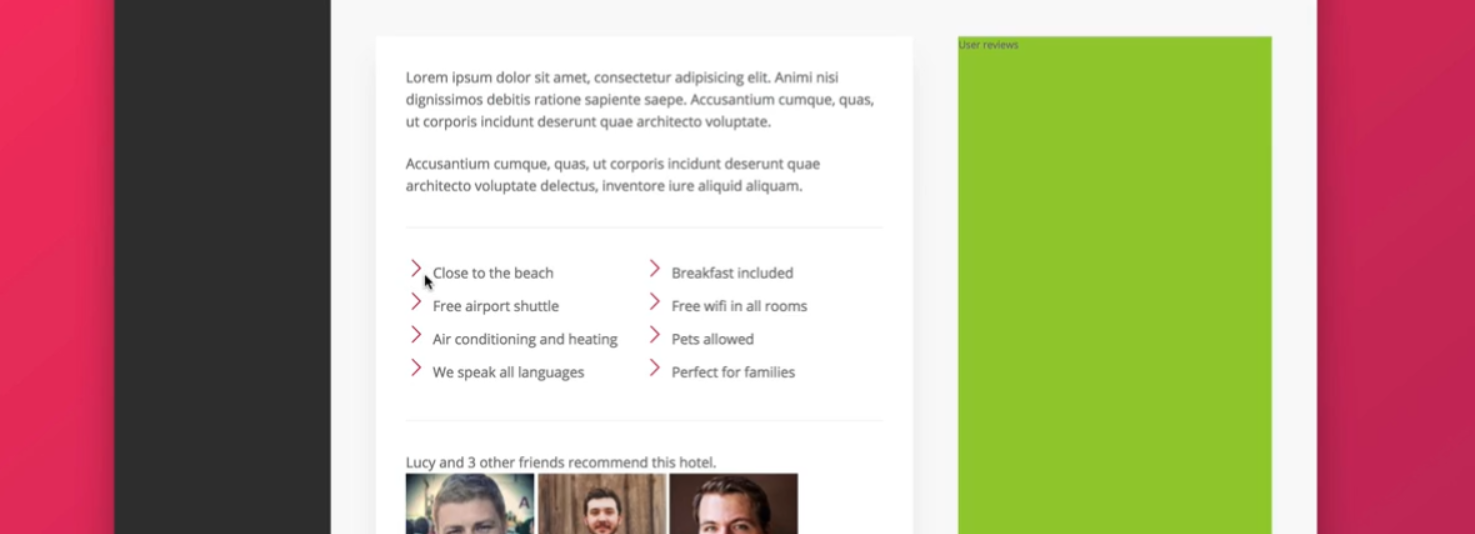 User reviews
Lorem ipsum dolor sit amet, consectetur adipisicing elit. Animi nisi
dignissimos debitis ratione sapiente saepe. Accusantium cumque, quas,
ut corporis incidunt deserunt quae architecto voluptate.
Accusantium cumque, quas, ut corporis incidunt deserunt quae
architecto voluptate delectus, inventore iure aliquid aliquam.
Close to the beach
Breakfast included
Free airport shuttle
Free wifi in all rooms
Air conditioning and heating
Pets allowed
We speak all languages
Perfect for families
Lucy and 3 other friends recommend this hotel.